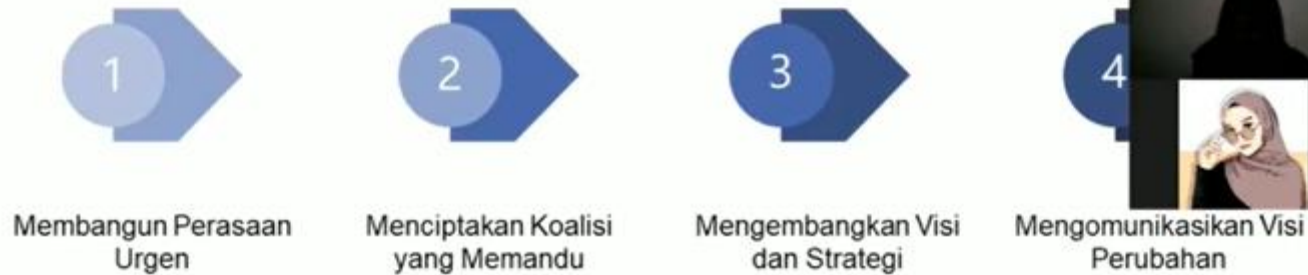 1
2
3
4
Membangun Perasaan
Urgen
Menciptakan Koalisi
yang Memandu
Mengembangkan Visi
dan Strategi
Mengomunikasikan Visi
Perubahan